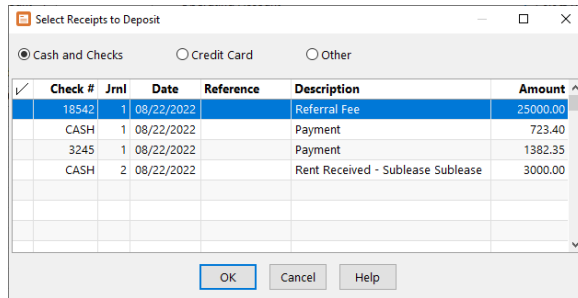 Select Receipts to Deposit
Cash and Checks Credit Card Other
Check # Jrnl Date Reference Description Amount
18542 1 08/22/2022 Referral Fee 25000.00
CASH 1 08/22/2022 Payment 723.40
3245 1 08/22/2022 Payment 1382.35
CASH 2 08/22/2022 Rent Received - Sublease Sublease 3000.00
OK Cancel Help